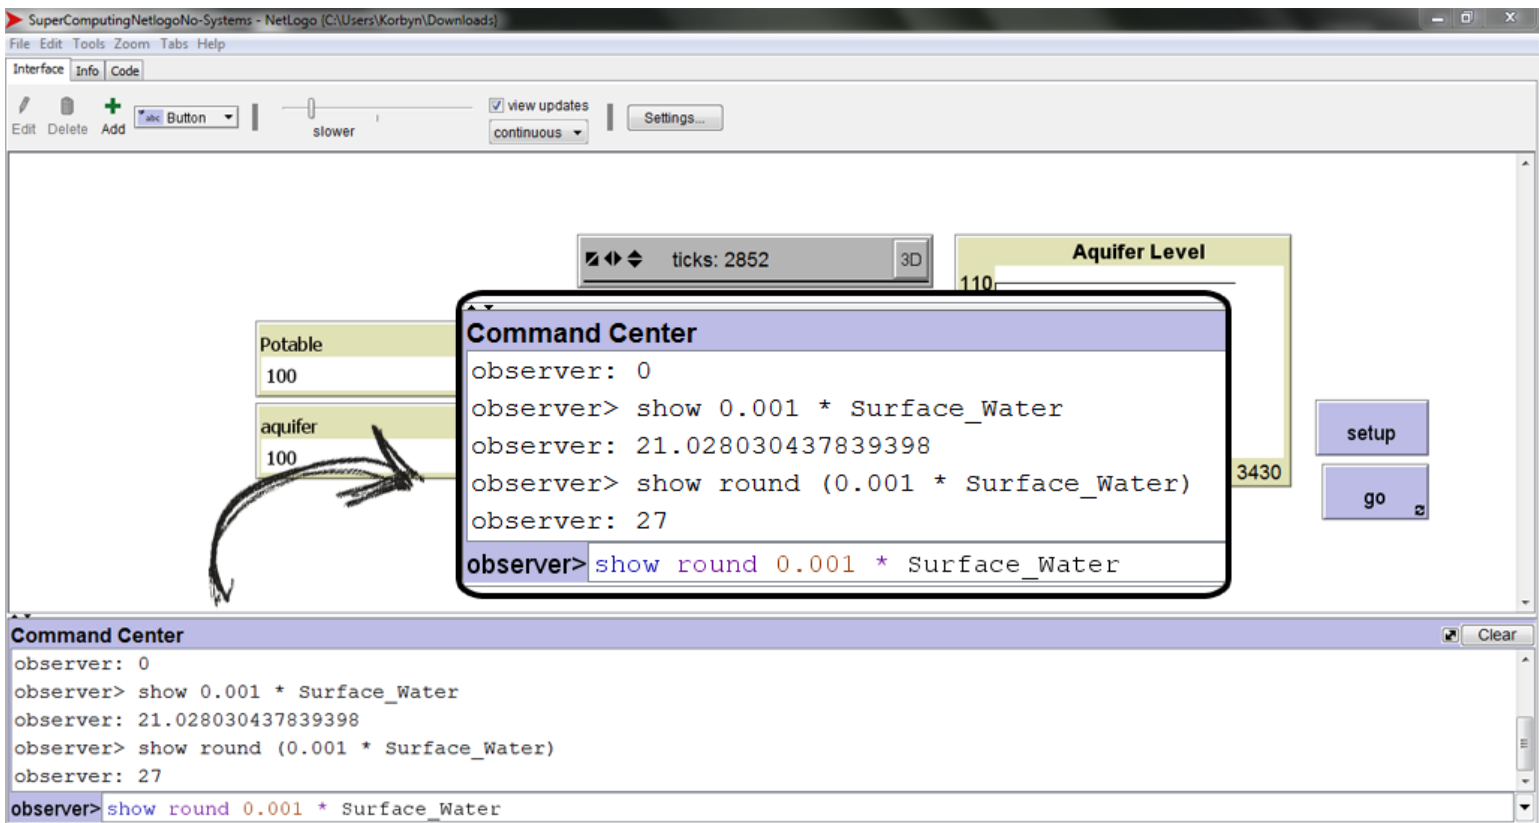 SuperComputingNetlogoNo-Systems - NetLogo {C:\Users\Korbyn\Downloads}
File Edit Tools Zoom Tabs Help
Interface Info Code
Edit Delete Add abc Button slower view updates continuous Settings...
ticks: 2852 3D
Aquifer Level
110
3430
Potable
100
aquifer
100
Command Center
observer: 0
observer> show 0.001 * Surface_Water
observer: 21.028030437839398
observer> show round (0.001 * Surface_Water)
observer: 27
observer> show round 0.001 * Surface_Water
setup
go
Command Center Clear
observer: 0
observer> show 0.001 * Surface_Water
observer: 21.028030437839398
observer> show round (0.001 * Surface_Water)
observer: 27
observer> show round 0.001 * Surface_Water